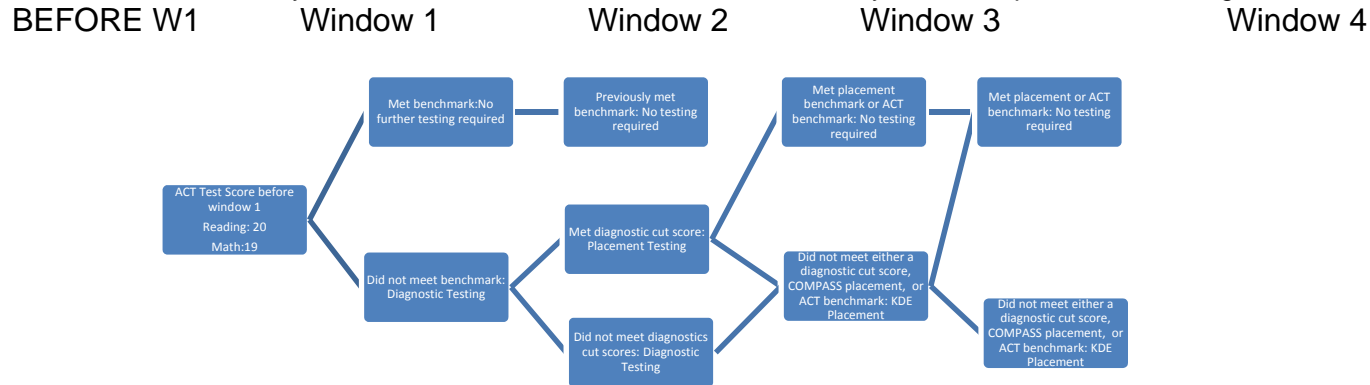 BEFORE W1 Window 1 Window 2 Window 3 Window 4
Met benchmark:No
further testing required
Previously met
benchmark: No testing
required
Met placement
benchmark or ACT
benchmark: No testing
required
Met placement or ACT
benchmark: No testing
required
ACT Test Score before
window 1
Reading: 20
Math:19
Met diagnostic cut score:
Placement Testing
Did not meet benchmark:
Diagnostic Testing
Did not meet either a
diagnostic cut score,
COMPASS placement, or
ACT benchmark: KDE
Placement
Did not meet diagnostics
cut scores: Diagnostic
Testing
Did not meet either a
diagnostic cut score,
COMPASS placement, or
ACT benchmark: KDE
Placement